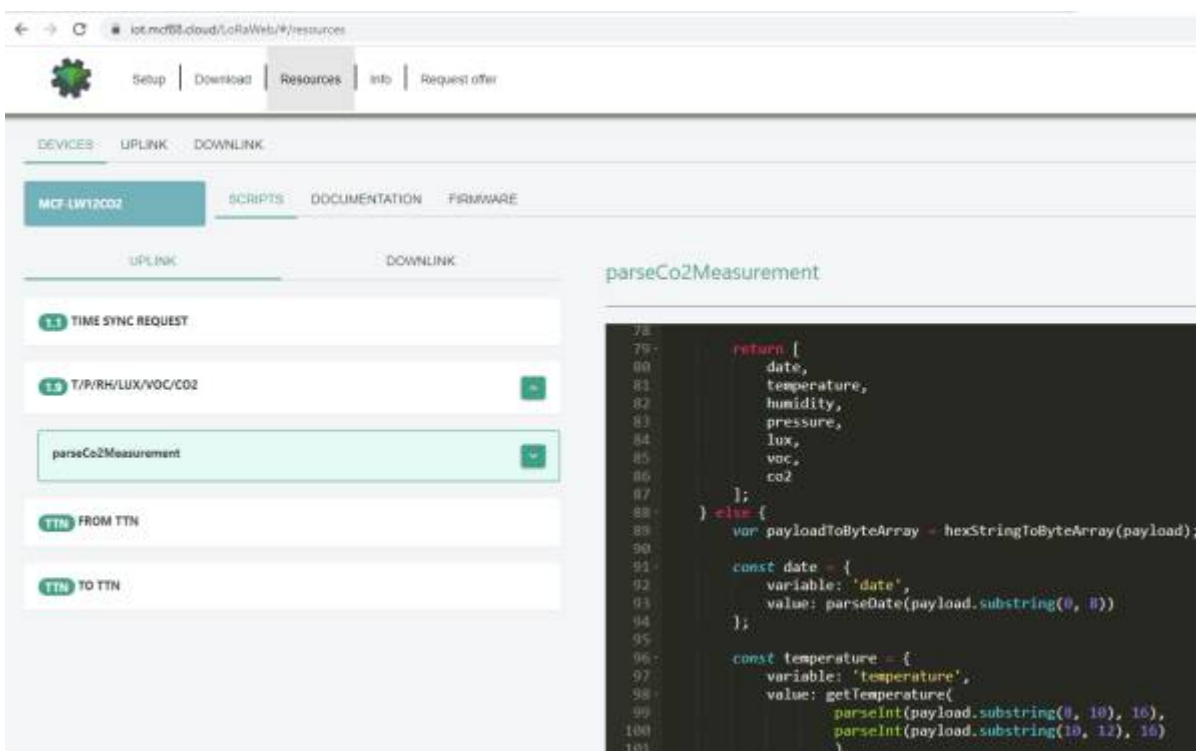 iot.mcf88.cloud/LoRaWeb/#/resources
Setup | Download | Resources | Info | Request offer
DEVICES UPLINK DOWNLINK
MCF-LW12CO2 SCRIPTS DOCUMENTATION FIRMWARE
UPLINK DOWNLINK
1.1 TIME SYNC REQUEST
1.9 T/P/RH/LUX/VOC/CO2
parseCo2Measurement
TTN FROM TTN
TTN TO TTN
parseCo2Measurement
78
79 return [
80 date,
81 temperature,
82 humidity,
83 pressure,
84 lux,
85 voc,
86 co2
87 ];
88 } else {
89 var payloadToByteArray = hexStringToByteArray(payload);
90
91 const date = {
92 variable: 'date',
93 value: parseDate(payload.substring(0, 8))
94 };
95
96 const temperature = {
97 variable: 'temperature',
98 value: getTemperature(
99 parseInt(payload.substring(8, 10), 16),
100 parseInt(payload.substring(10, 12), 16)
101 )